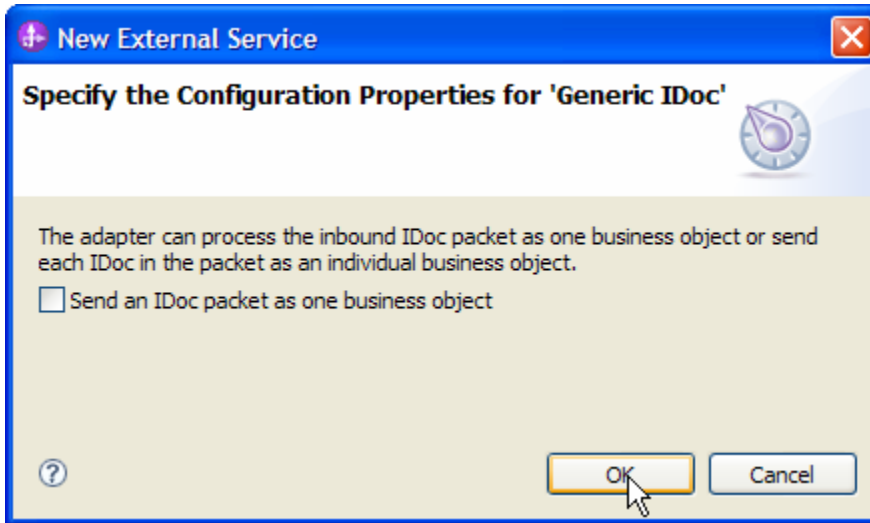 New External Service
Specify the Configuration Properties for 'Generic IDoc'
The adapter can process the inbound IDoc packet as one business object or send
each IDoc in the packet as an individual business object.
Send an IDoc packet as one business object
?
OK
Cancel